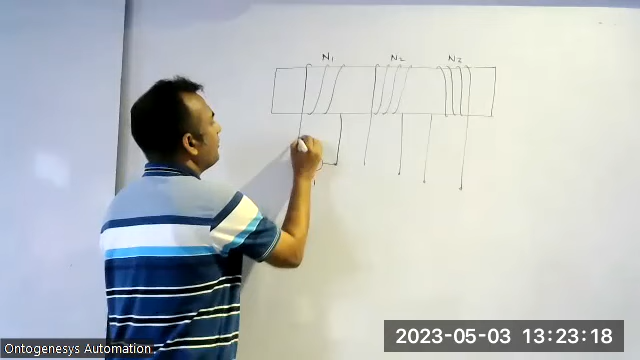 N₁ N₂ N₃
Ontogenesys Automation
2023-05-03 13:23:18